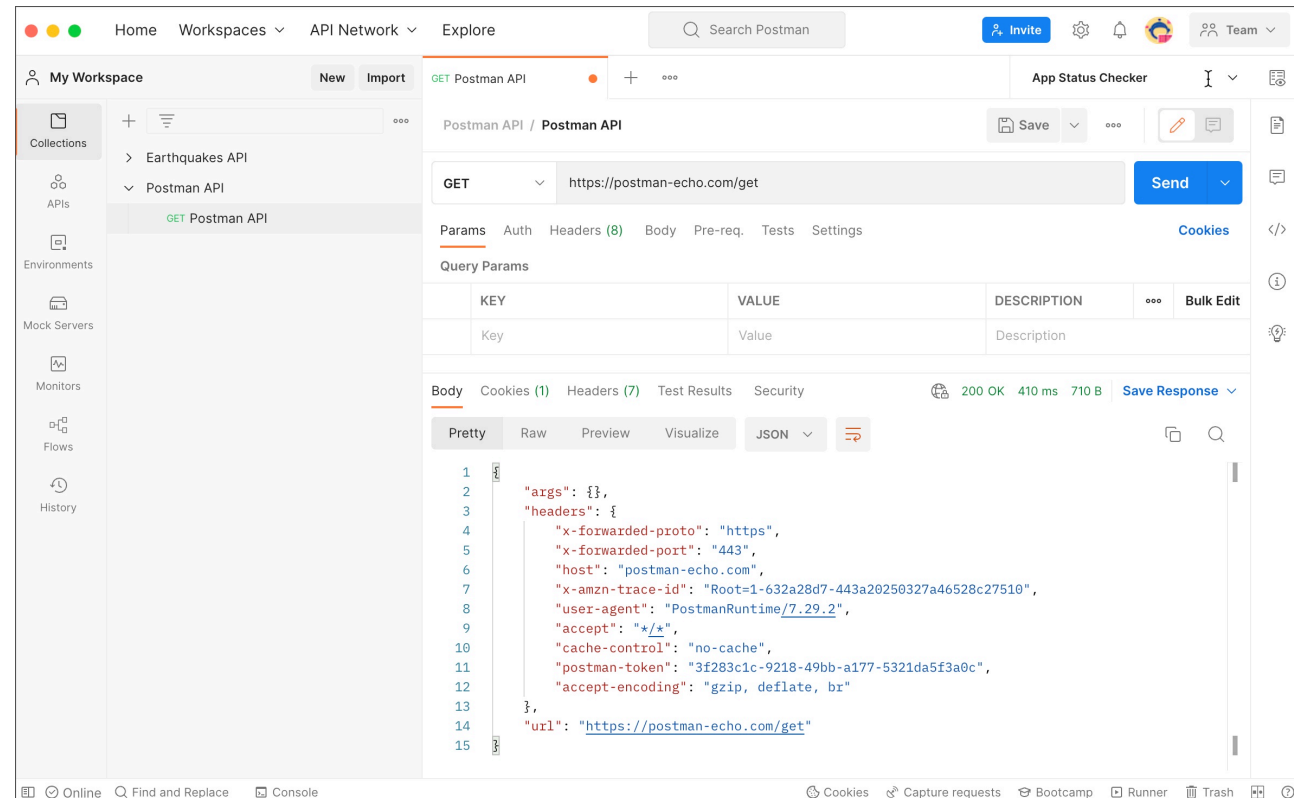 Home Workspaces API Network Explore Search Postman Invite Team
My Workspace New Import GET Postman API App Status Checker
Collections
APIs
Environments
Mock Servers
Monitors
Flows
History
Earthquakes API
Postman API
GET Postman API
Postman API / Postman API Save
GET https://postman-echo.com/get Send
Params Auth Headers (8) Body Pre-req. Tests Settings Cookies
Query Params
KEY VALUE DESCRIPTION Bulk Edit
Key Value Description
Body Cookies (1) Headers (7) Test Results Security 200 OK 410 ms 710 B Save Response
Pretty Raw Preview Visualize JSON
1 {
2 "args": {},
3 "headers": {
4 "x-forwarded-proto": "https",
5 "x-forwarded-port": "443",
6 "host": "postman-echo.com",
7 "x-amzn-trace-id": "Root=1-632a28d7-443a20250327a46528c27510",
8 "user-agent": "PostmanRuntime/7.29.2",
9 "accept": "*/*",
10 "cache-control": "no-cache",
11 "postman-token": "3f283c1c-9218-49bb-a177-5321da5f3a0c",
12 "accept-encoding": "gzip, deflate, br"
13 },
14 "url": "https://postman-echo.com/get"
15 }
Online Find and Replace Console Cookies Capture requests Bootcamp Runner Trash